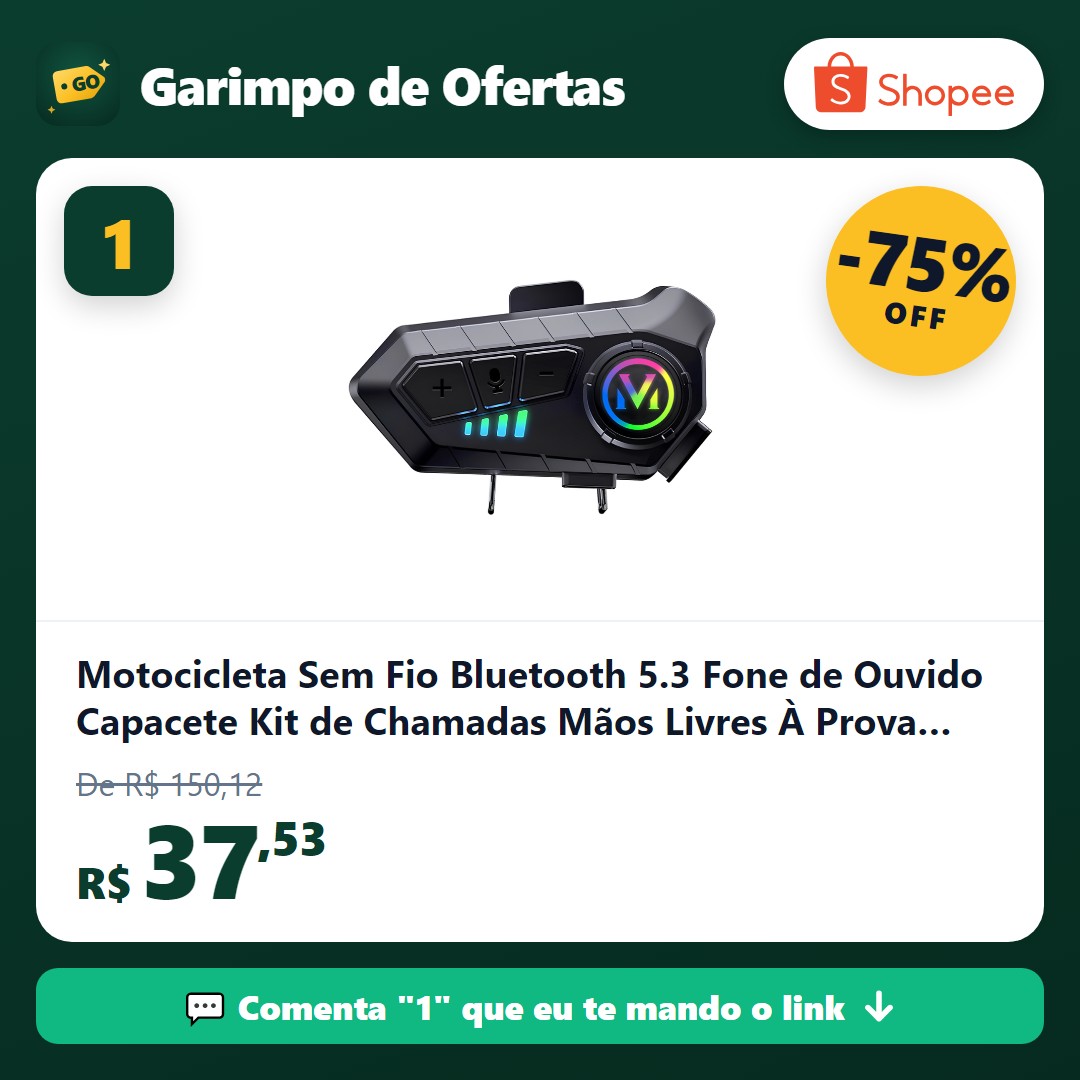 GO
Garimpo de Ofertas
S Shopee
1
-75%
OFF
+
-
M
Motocicleta Sem Fio Bluetooth 5.3 Fone de Ouvido
Capacete Kit de Chamadas Mãos Livres À Prova...
De R$ 150,12
R$ 37,53
💬 Comenta "1" que eu te mando o link ↓